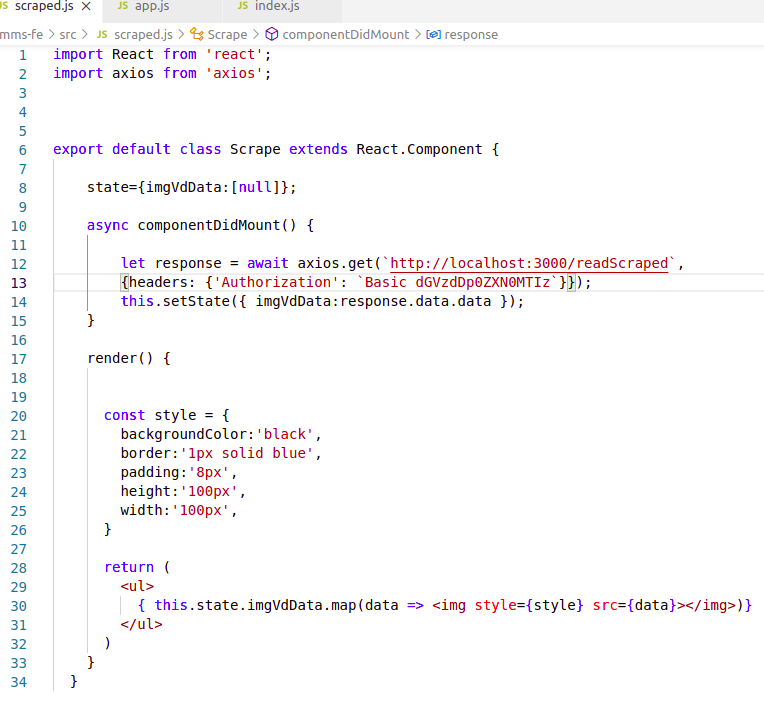 JS scraped.js × JS app.js JS index.js
mms-fe > src > JS scraped.js > Scrape > componentDidMount > response
1 import React from 'react';
2 import axios from 'axios';
3
4
5
6 export default class Scrape extends React.Component {
7
8 state={imgVdData:[null]};
9
10 async componentDidMount() {
11
12 let response = await axios.get(`http://localhost:3000/readScraped`,
13 {headers: {'Authorization': `Basic dGVzdDp0ZXN0MTIz`}});
14 this.setState({ imgVdData:response.data.data });
15 }
16
17 render() {
18
19
20 const style = {
21 backgroundColor:'black',
22 border:'1px solid blue',
23 padding:'8px',
24 height:'100px',
25 width:'100px',
26 }
27
28 return (
29 <ul>
30 { this.state.imgVdData.map(data => <img style={style} src={data}></img>)}
31 </ul>
32 )
33 }
34 }